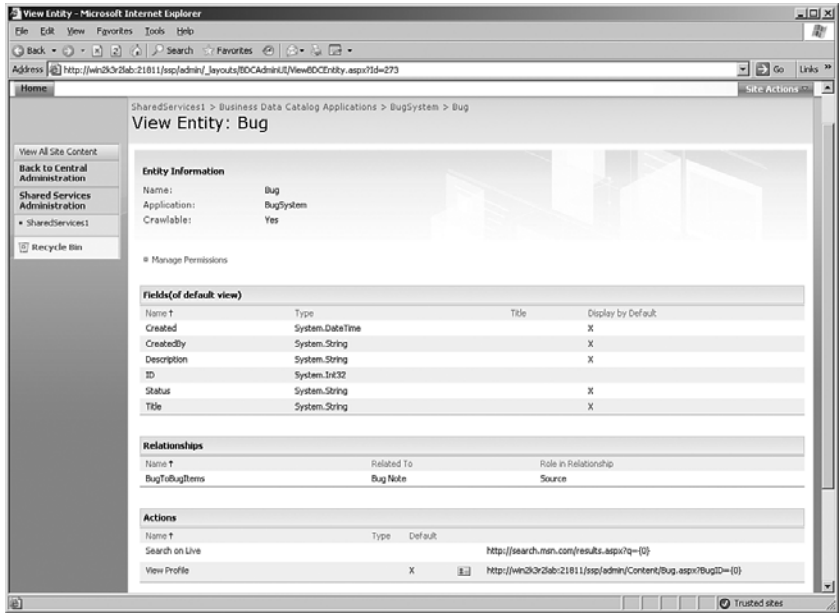 View Entity - Microsoft Internet Explorer
File Edit View Favorites Tools Help
Back Search Favorites
Address http://win2k3r2lab:21811/ssp/admin/_layouts/BDCAdminUI/ViewBDCEntity.aspx?Id=273 Go Links »
Home Site Actions
SharedServices1 > Business Data Catalog Applications > BugSystem > Bug
View Entity: Bug
View All Site Content
Back to Central Administration
Shared Services Administration
SharedServices1
Recycle Bin
Entity Information
Name: Bug
Application: BugSystem
Crawlable: Yes
Manage Permissions
Fields(of default view)
Name Type Title Display by Default
Created System.DateTime X
CreatedBy System.String X
Description System.String X
ID System.Int32
Status System.String X
Title System.String X
Relationships
Name Related To Role in Relationship
BugToBugItems Bug Note Source
Actions
Name Type Default
Search on Live http://search.msn.com/results.aspx?q={0}
View Profile X http://win2k3r2lab:21811/ssp/admin/Content/Bug.aspx?BugID={0}
Trusted sites